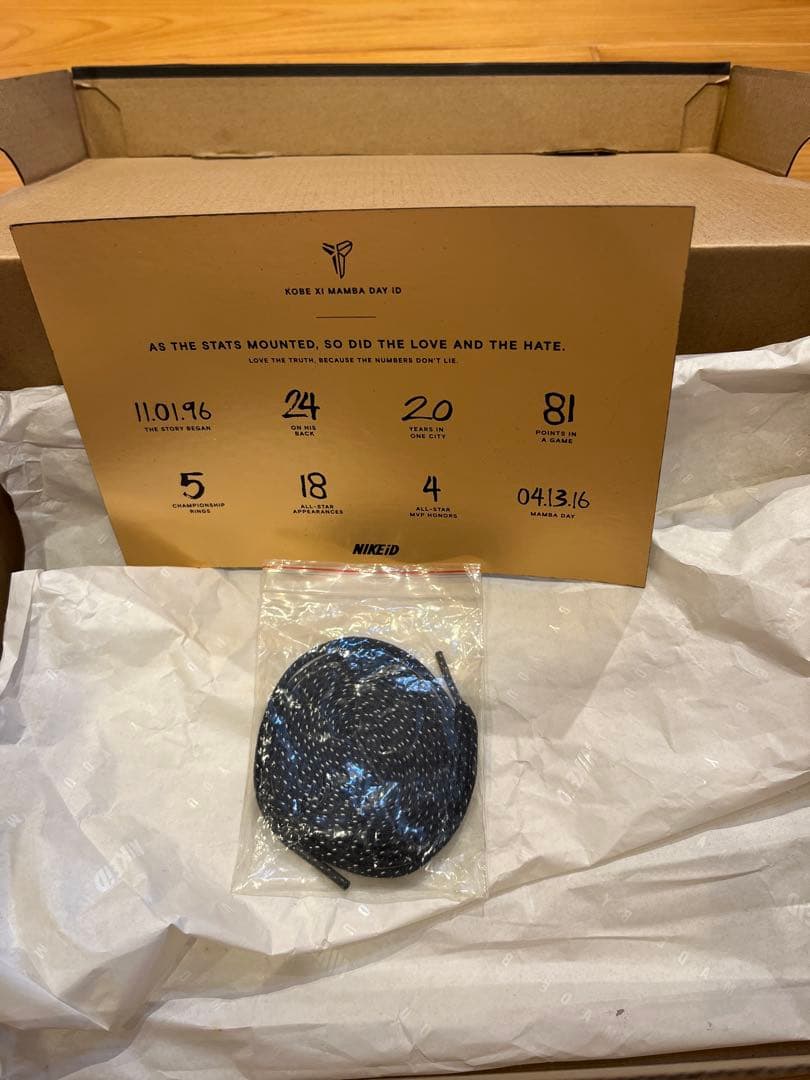 KOBE XI MAMBA DAY ID
AS THE STATS MOUNTED, SO DID THE LOVE AND THE HATE.
LOVE THE TRUTH, BECAUSE THE NUMBERS DON'T LIE.
11.01.96
THE STORY BEGAN
24
ON HIS
BACK
20
YEARS IN
ONE CITY
81
POINTS IN
A GAME
5
CHAMPIONSHIP
RINGS
18
ALL-STAR
APPEARANCES
4
ALL-STAR
MVP HONORS
04.13.16
MAMBA DAY
NIKEiD
NIKEiD